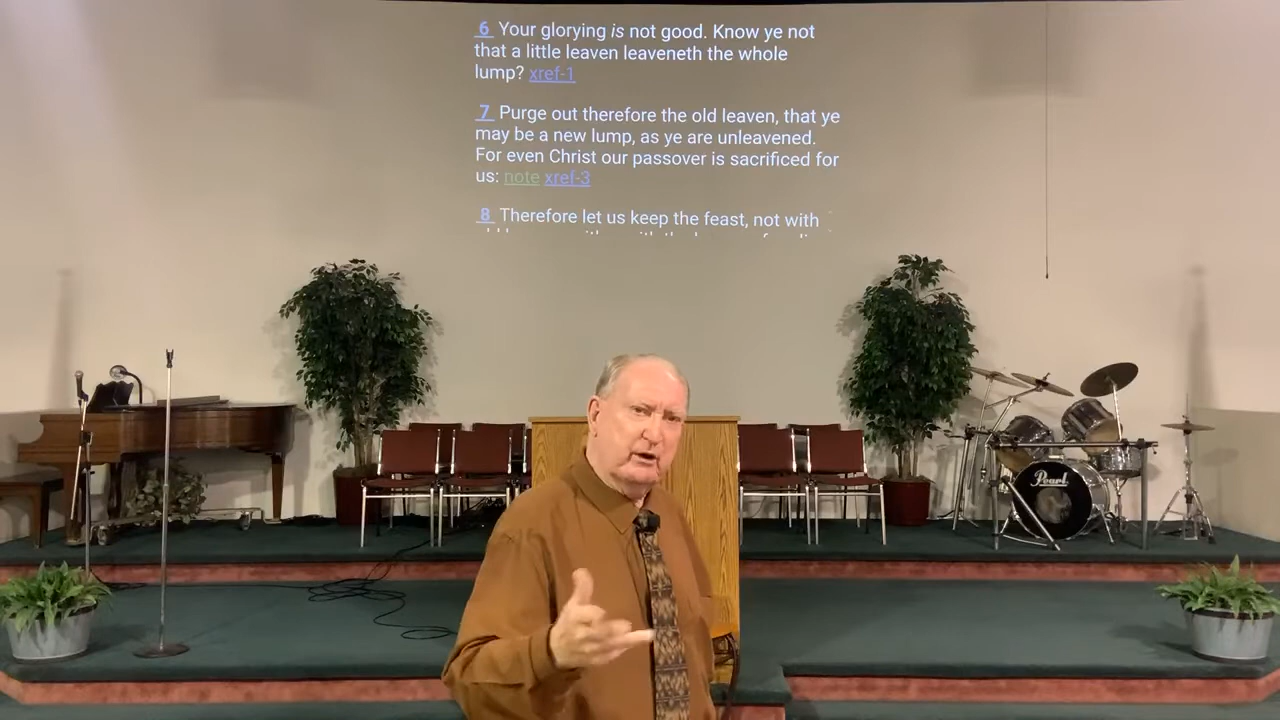 6 Your glorying is not good. Know ye not
that a little leaven leaveneth the whole
lump? xref-1
7 Purge out therefore the old leaven, that ye
may be a new lump, as ye are unleavened.
For even Christ our passover is sacrificed for
us: note xref-3
8 Therefore let us keep the feast, not with
Pearl